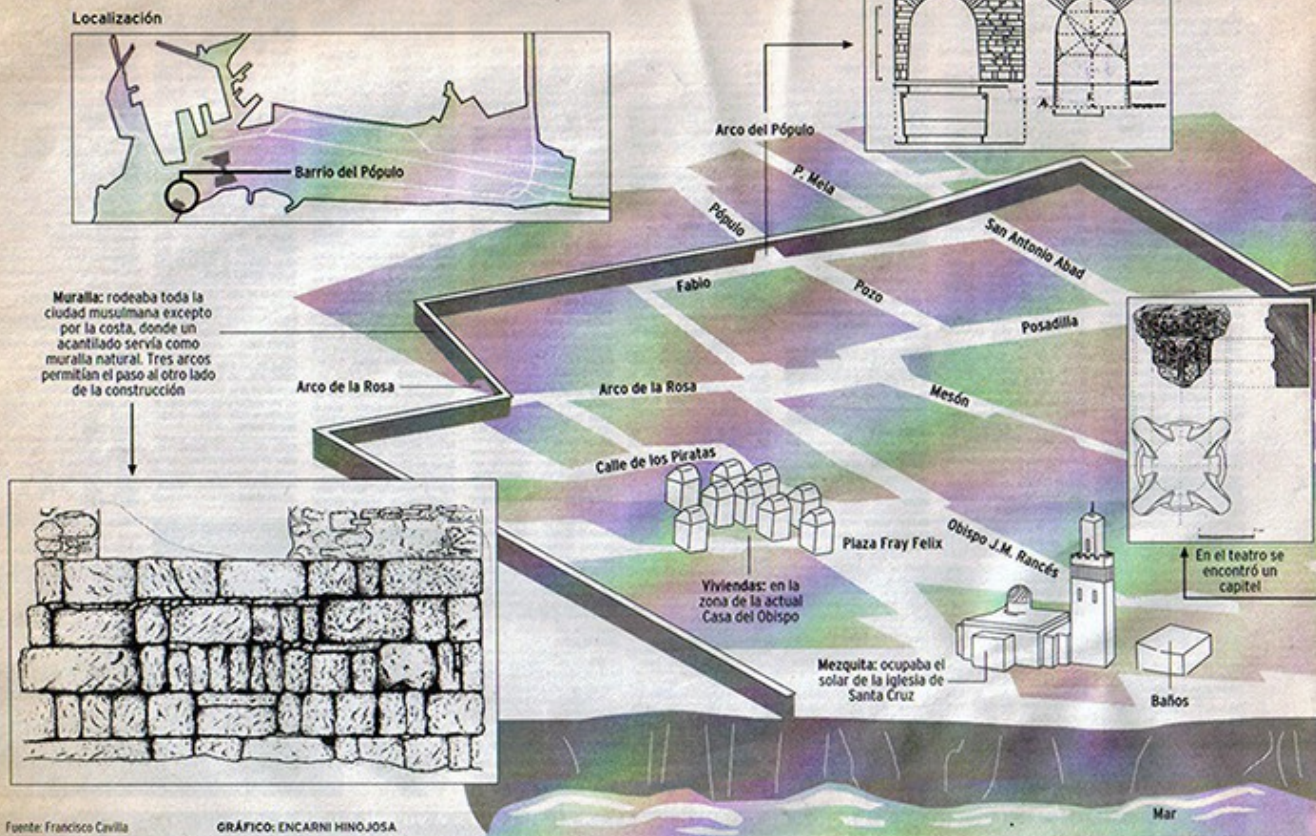 Localización
Barrio del Pópulo
Arco del Pópulo
P. Mela
Pópulo
San Antonio Abad
Fabio
Pozo
Posadilla
Muralla: rodeaba toda la
ciudad musulmana excepto
por la costa, donde un
acantilado servía como
muralla natural. Tres arcos
permitían el paso al otro lado
de la construcción
Arco de la Rosa
Arco de la Rosa
Mesón
Calle de los Piratas
Obispo J.M. Rancés
Plaza Fray Felix
Viviendas: en la
zona de la actual
Casa del Obispo
En el teatro se
encontró un
capitel
Mezquita: ocupaba el
solar de la iglesia de
Santa Cruz
Baños
Mar
Fuente: Francisco Cavilla
GRÁFICO: ENCARNI HINOJOSA